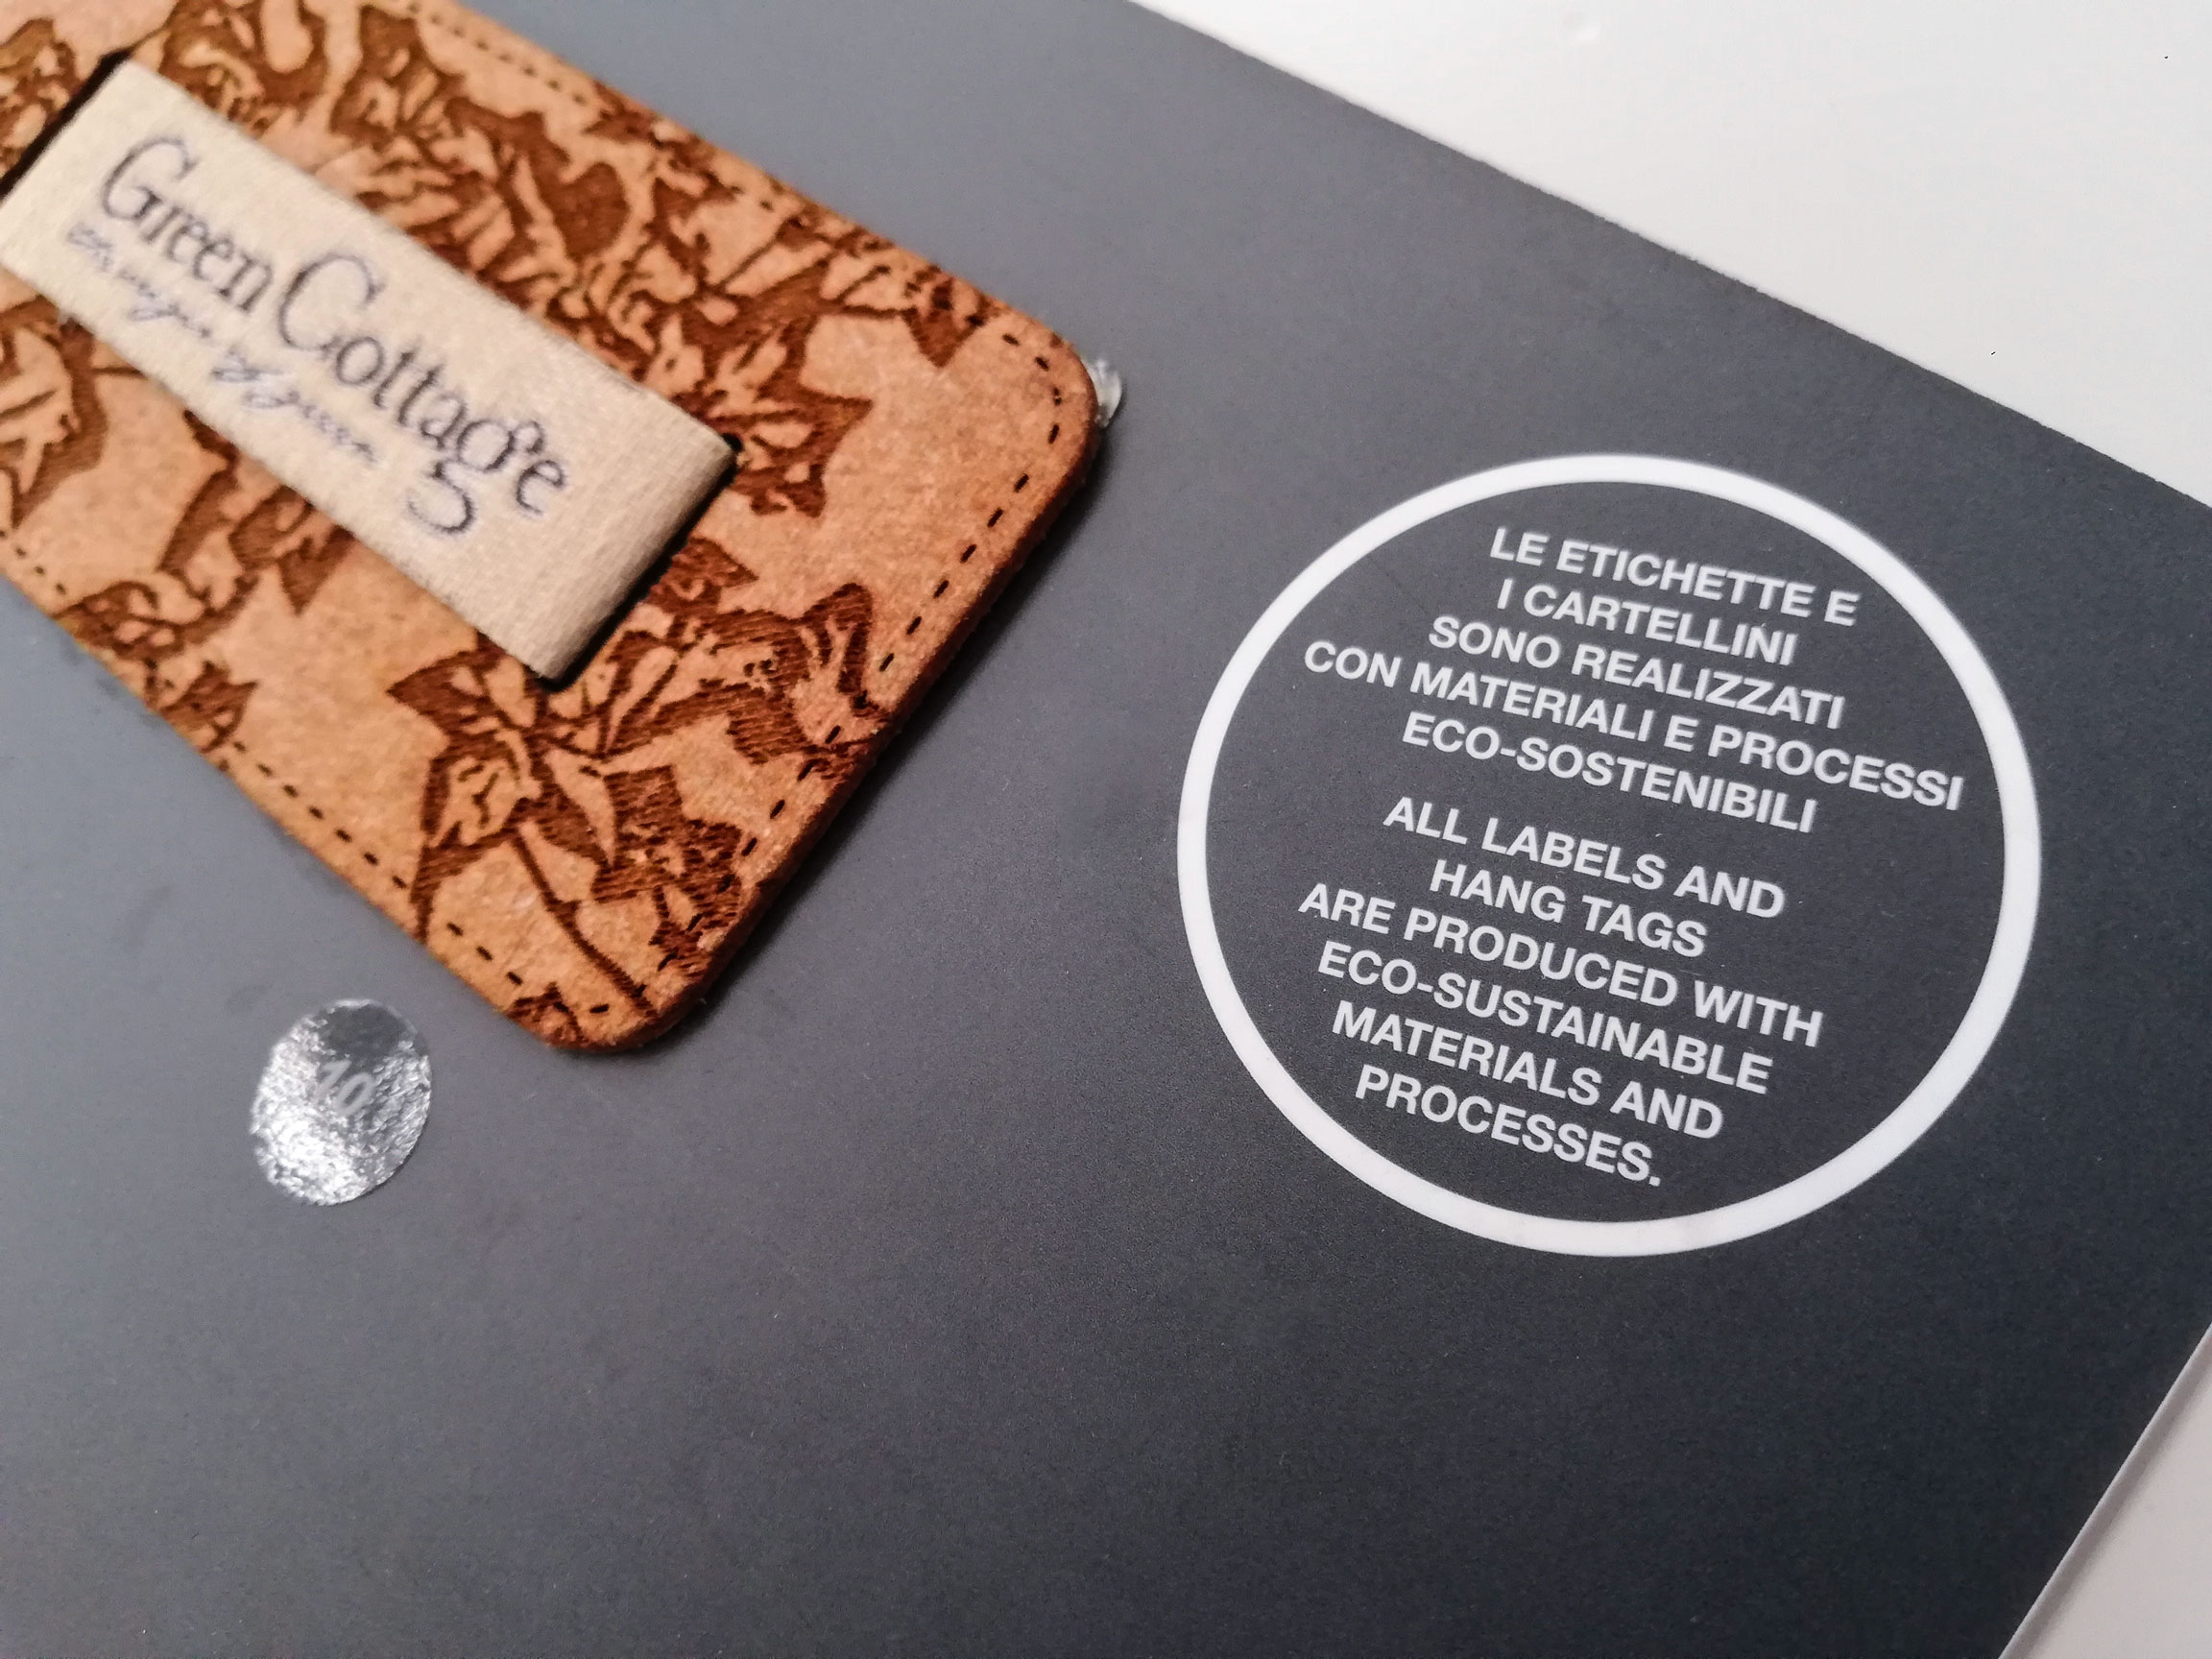 Green Cottage
10
LE ETICHETTE E
I CARTELLINI
SONO REALIZZATI
CON MATERIALI E PROCESSI
ECO-SOSTENIBILI
ALL LABELS AND
HANG TAGS
ARE PRODUCED WITH
ECO-SUSTAINABLE
MATERIALS AND
PROCESSES.